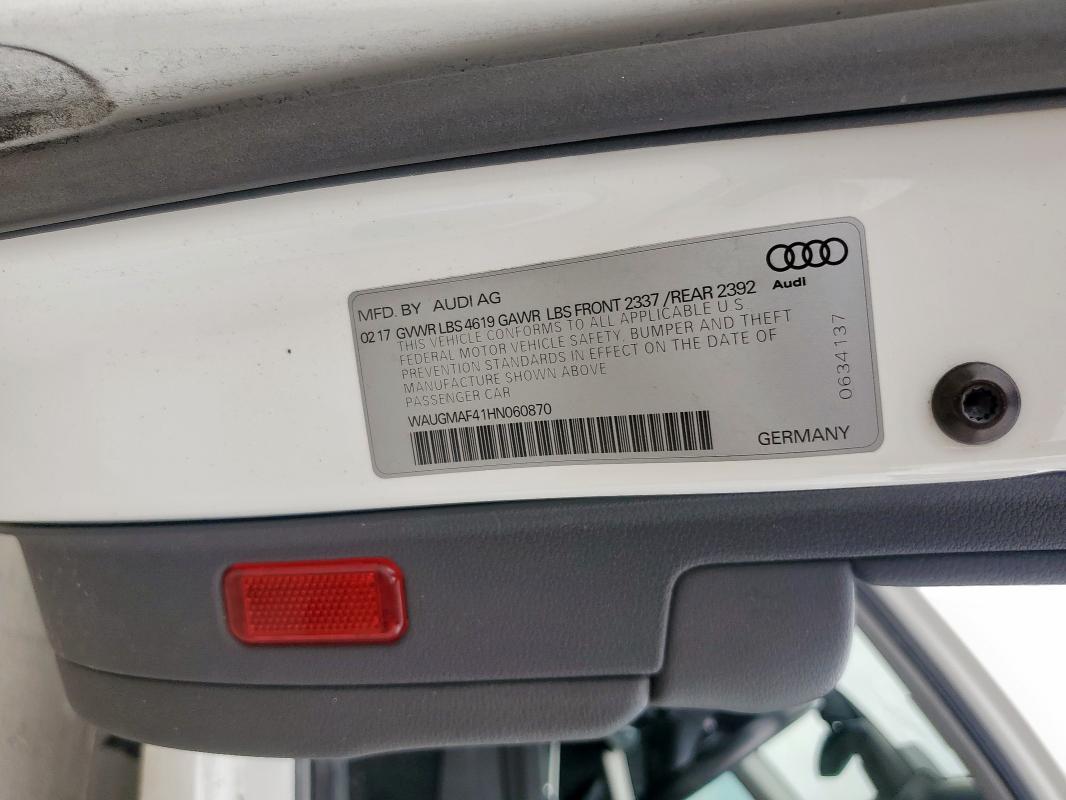 Audi
MFD. BY AUDI AG
02 17 GVWR LBS 4619 GAWR LBS FRONT 2337 /REAR 2392
THIS VEHICLE CONFORMS TO ALL APPLICABLE U S
FEDERAL MOTOR VEHICLE SAFETY, BUMPER AND THEFT
PREVENTION STANDARDS IN EFFECT ON THE DATE OF
MANUFACTURE SHOWN ABOVE
PASSENGER CAR
WAUGMAF41HN060870
GERMANY
0634137